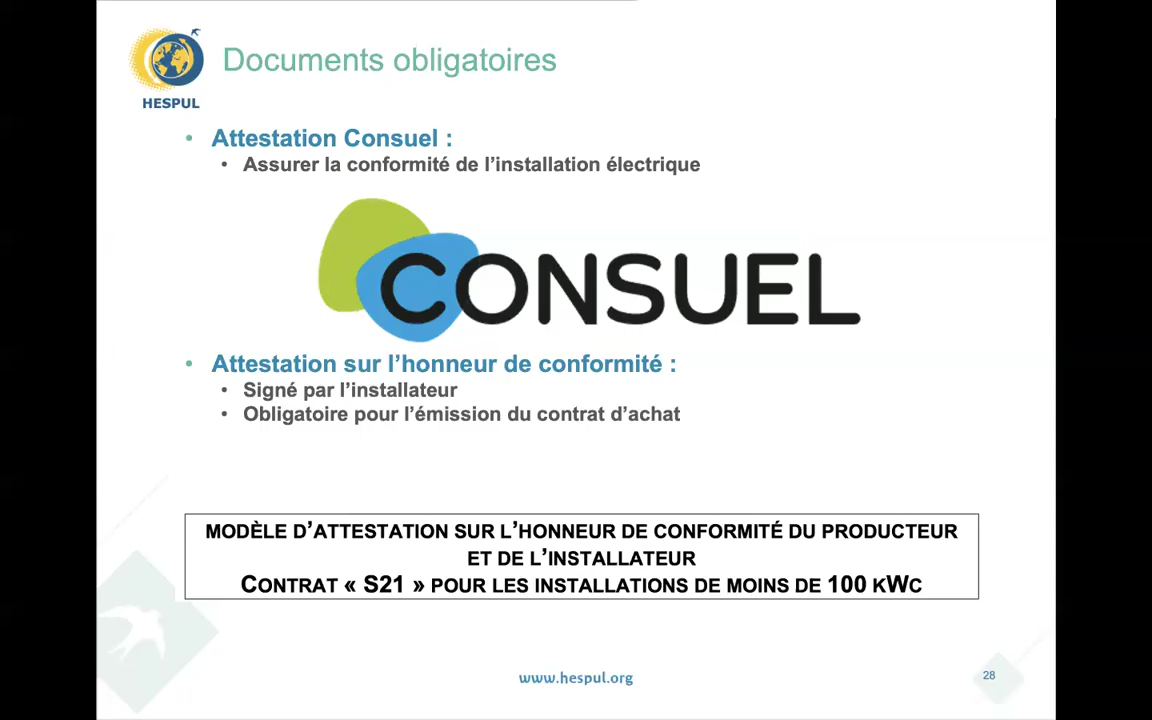 Documents obligatoires
HESPUL
• Attestation Consuel :
• Assurer la conformité de l’installation électrique
CONSUEL
• Attestation sur l’honneur de conformité :
• Signé par l’installateur
• Obligatoire pour l’émission du contrat d’achat
MODÈLE D’ATTESTATION SUR L’HONNEUR DE CONFORMITÉ DU PRODUCTEUR
ET DE L’INSTALLATEUR
CONTRAT « S21 » POUR LES INSTALLATIONS DE MOINS DE 100 KWC
www.hespul.org
28